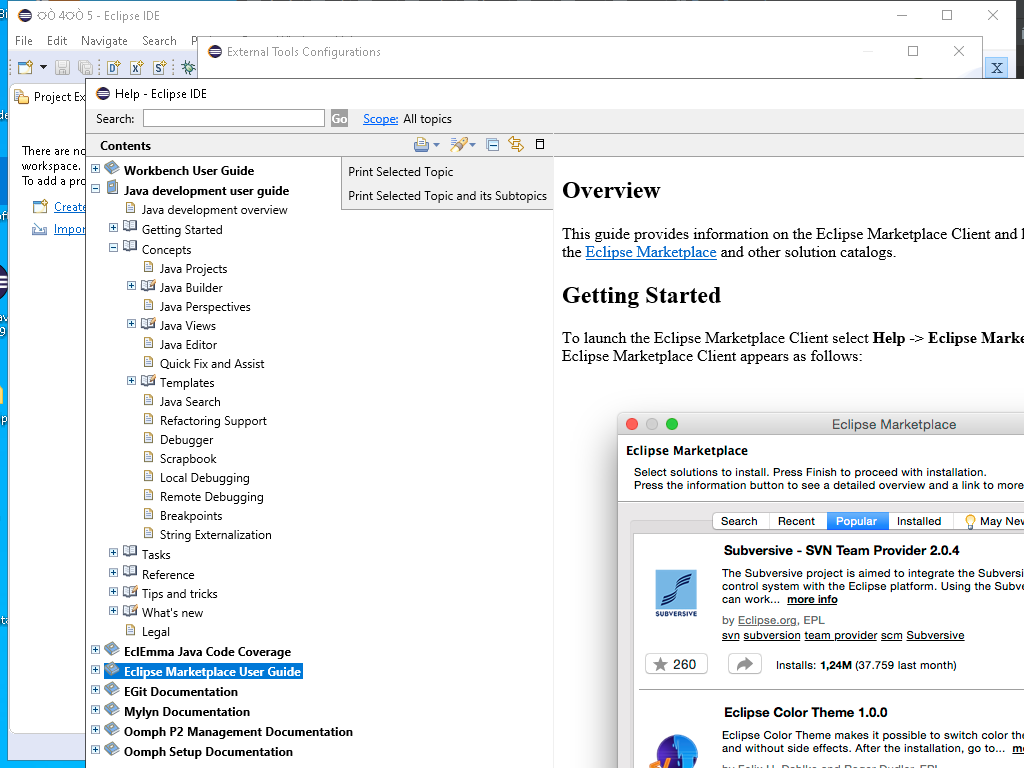 ԾՕ 4ԾՕ 5 - Eclipse IDE
File Edit Navigate Search
External Tools Configurations
Project Ex
Help - Eclipse IDE
Search: Go Scope: All topics
Contents
There are no
workspace.
To add a pro
Create
Impor
Print Selected Topic
Print Selected Topic and its Subtopics
Workbench User Guide
Java development user guide
Java development overview
Getting Started
Concepts
Java Projects
Java Builder
Java Perspectives
Java Views
Java Editor
Quick Fix and Assist
Templates
Java Search
Refactoring Support
Debugger
Scrapbook
Local Debugging
Remote Debugging
Breakpoints
String Externalization
Tasks
Reference
Tips and tricks
What's new
Legal
EclEmma Java Code Coverage
Eclipse Marketplace User Guide
EGit Documentation
Mylyn Documentation
Oomph P2 Management Documentation
Oomph Setup Documentation
Overview
This guide provides information on the Eclipse Marketplace Client and
the Eclipse Marketplace and other solution catalogs.
Getting Started
To launch the Eclipse Marketplace Client select Help -> Eclipse Marke
Eclipse Marketplace Client appears as follows:
Eclipse Marketplace
Eclipse Marketplace
Select solutions to install. Press Finish to proceed with installation.
Press the information button to see a detailed overview and a link to more
Search Recent Popular Installed May New
Subversive - SVN Team Provider 2.0.4
The Subversive project is aimed to integrate the Subversi
control system with the Eclipse platform. Using the Subve
can work... more info
SUBVERSIVE
by Eclipse.org, EPL
svn subversion team provider scm Subversive
260 Installs: 1,24M (37.759 last month)
Eclipse Color Theme 1.0.0
Eclipse Color Theme makes it possible to switch color the
and without side effects. After the installation, go to... mo
by Felix H. Dahlke and Roger Dudler, EPL